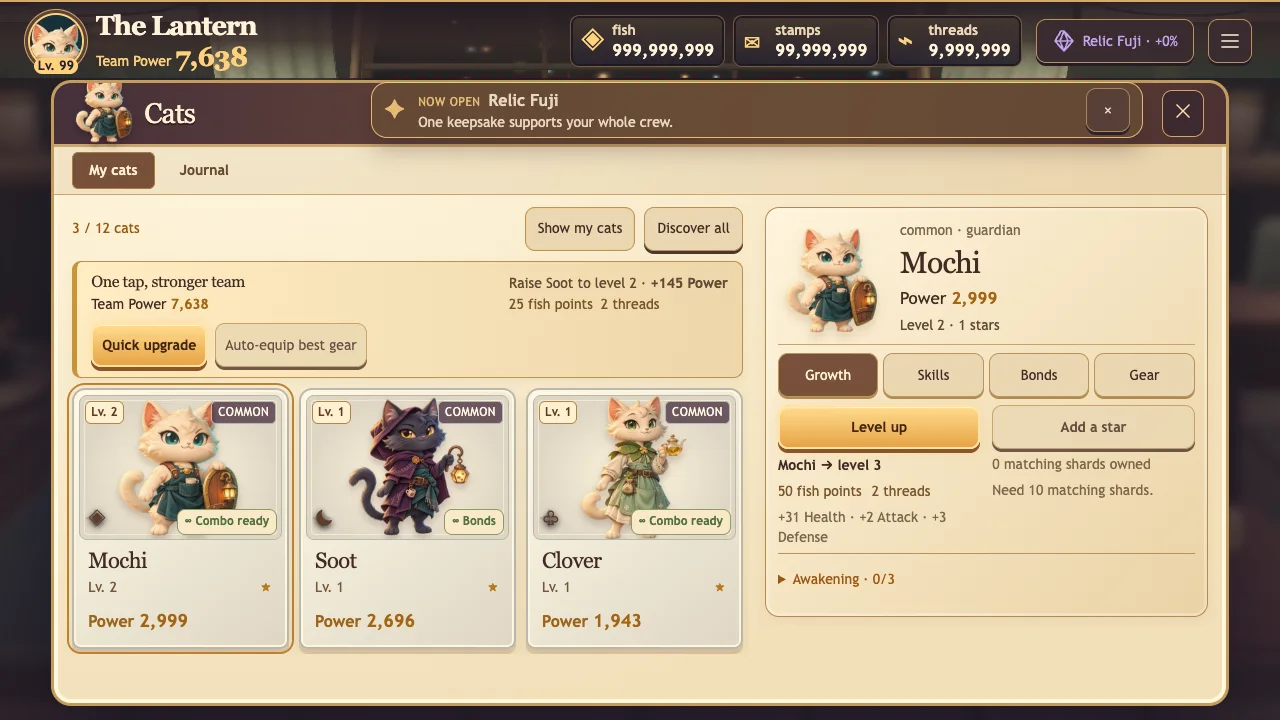 The Lantern
Team Power 7,638
Lv. 99
fish
999,999,999
stamps
99,999,999
threads
9,999,999
Relic Fuji · +0%
Cats
NOW OPEN Relic Fuji
One keepsake supports your whole crew.
×
My cats
Journal
3 / 12 cats
Show my cats
Discover all
One tap, stronger team
Team Power 7,638
Raise Soot to level 2 · +145 Power
25 fish points 2 threads
Quick upgrade
Auto-equip best gear
Lv. 2
COMMON
∞ Combo ready
Mochi
Lv. 2
★
Power 2,999
Lv. 1
COMMON
∞ Bonds
Soot
Lv. 1
★
Power 2,696
Lv. 1
COMMON
∞ Combo ready
Clover
Lv. 1
★
Power 1,943
common · guardian
Mochi
Power 2,999
Level 2 · 1 stars
Growth
Skills
Bonds
Gear
Level up
Add a star
Mochi → level 3
50 fish points 2 threads
+31 Health · +2 Attack · +3
Defense
0 matching shards owned
Need 10 matching shards.
▶ Awakening · 0/3